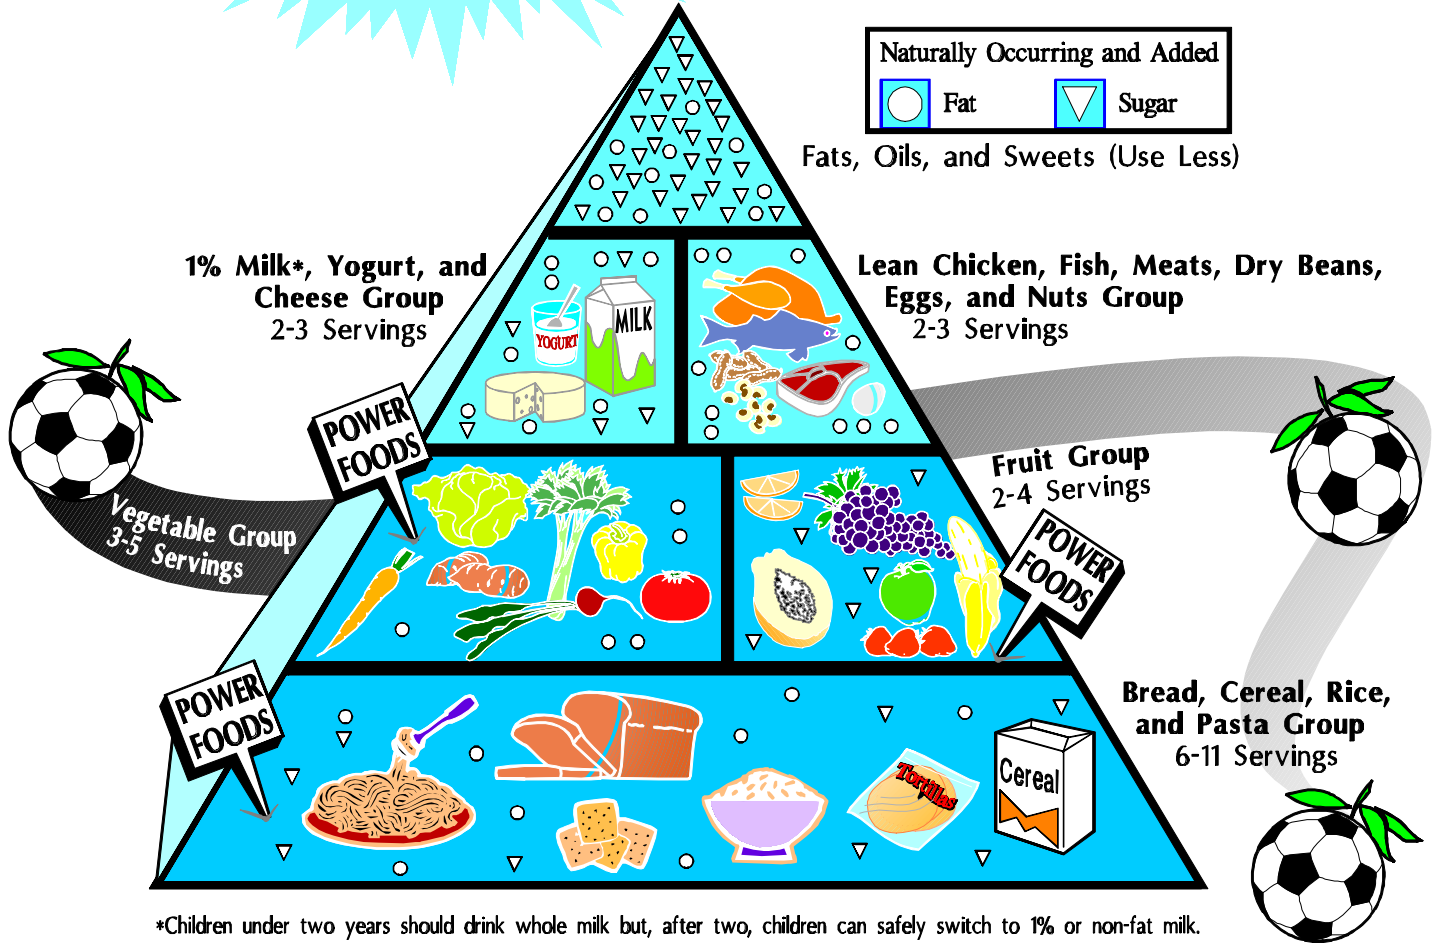 Naturally Occurring and Added
Fat
Sugar
Fats, Oils, and Sweets (Use Less)
1% Milk*, Yogurt, and
Cheese Group
2-3 Servings
Lean Chicken, Fish, Meats, Dry Beans,
Eggs, and Nuts Group
2-3 Servings
YOGURT
MILK
POWER
FOODS
Vegetable Group
3-5 Servings
Fruit Group
2-4 Servings
POWER
FOODS
POWER
FOODS
Bread, Cereal, Rice,
and Pasta Group
6-11 Servings
Tortillas
Cereal
*Children under two years should drink whole milk but, after two, children can safely switch to 1% or non-fat milk.